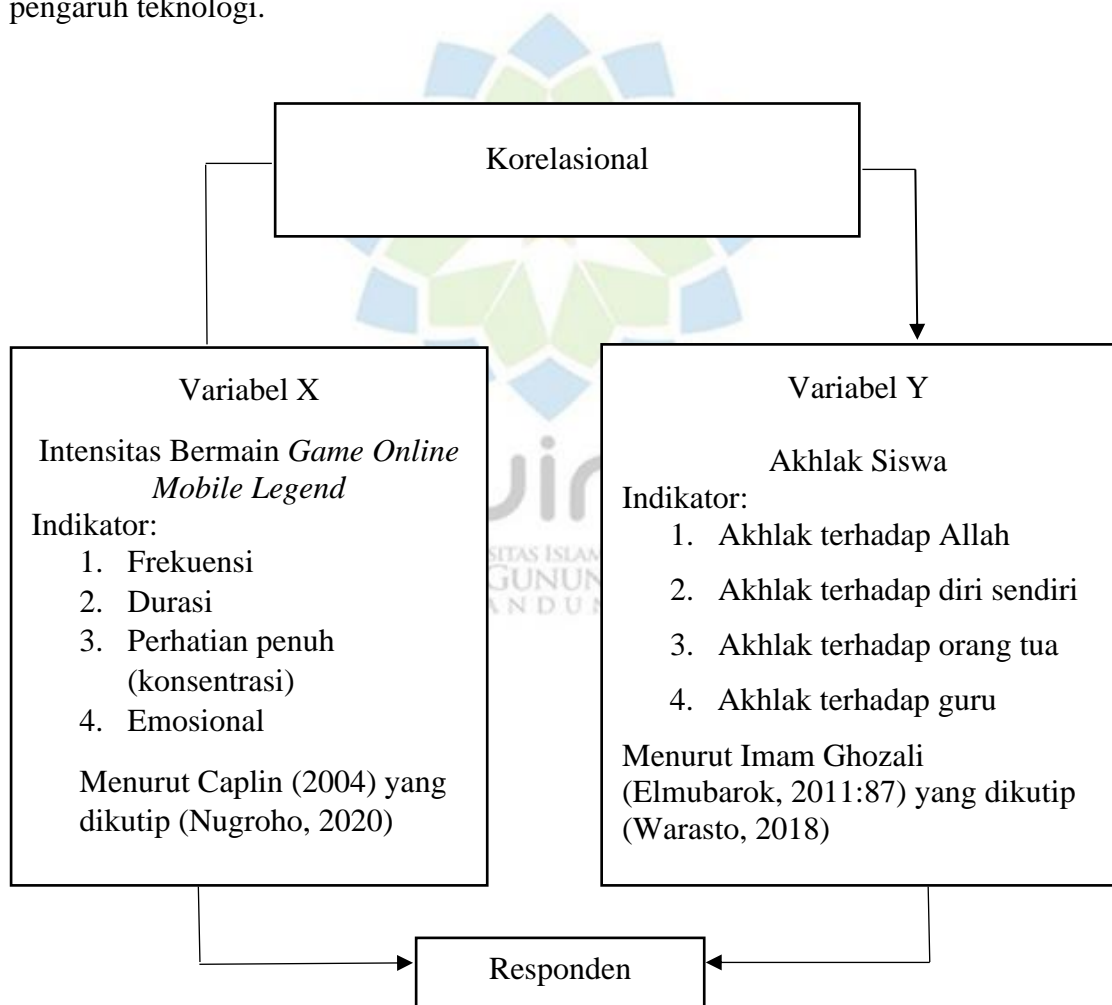 pengaruh teknologi.
Korelasional
Variabel X
Intensitas Bermain Game Online
Mobile Legend
Indikator:
1. Frekuensi
2. Durasi
3. Perhatian penuh
(konsentrasi)
4. Emosional
Menurut Caplin (2004) yang
dikutip (Nugroho, 2020)
Variabel Y
Akhlak Siswa
Indikator:
1. Akhlak terhadap Allah
2. Akhlak terhadap diri sendiri
3. Akhlak terhadap orang tua
4. Akhlak terhadap guru
Menurut Imam Ghozali
(Elmubarok, 2011:87) yang dikutip
(Warasto, 2018)
Responden